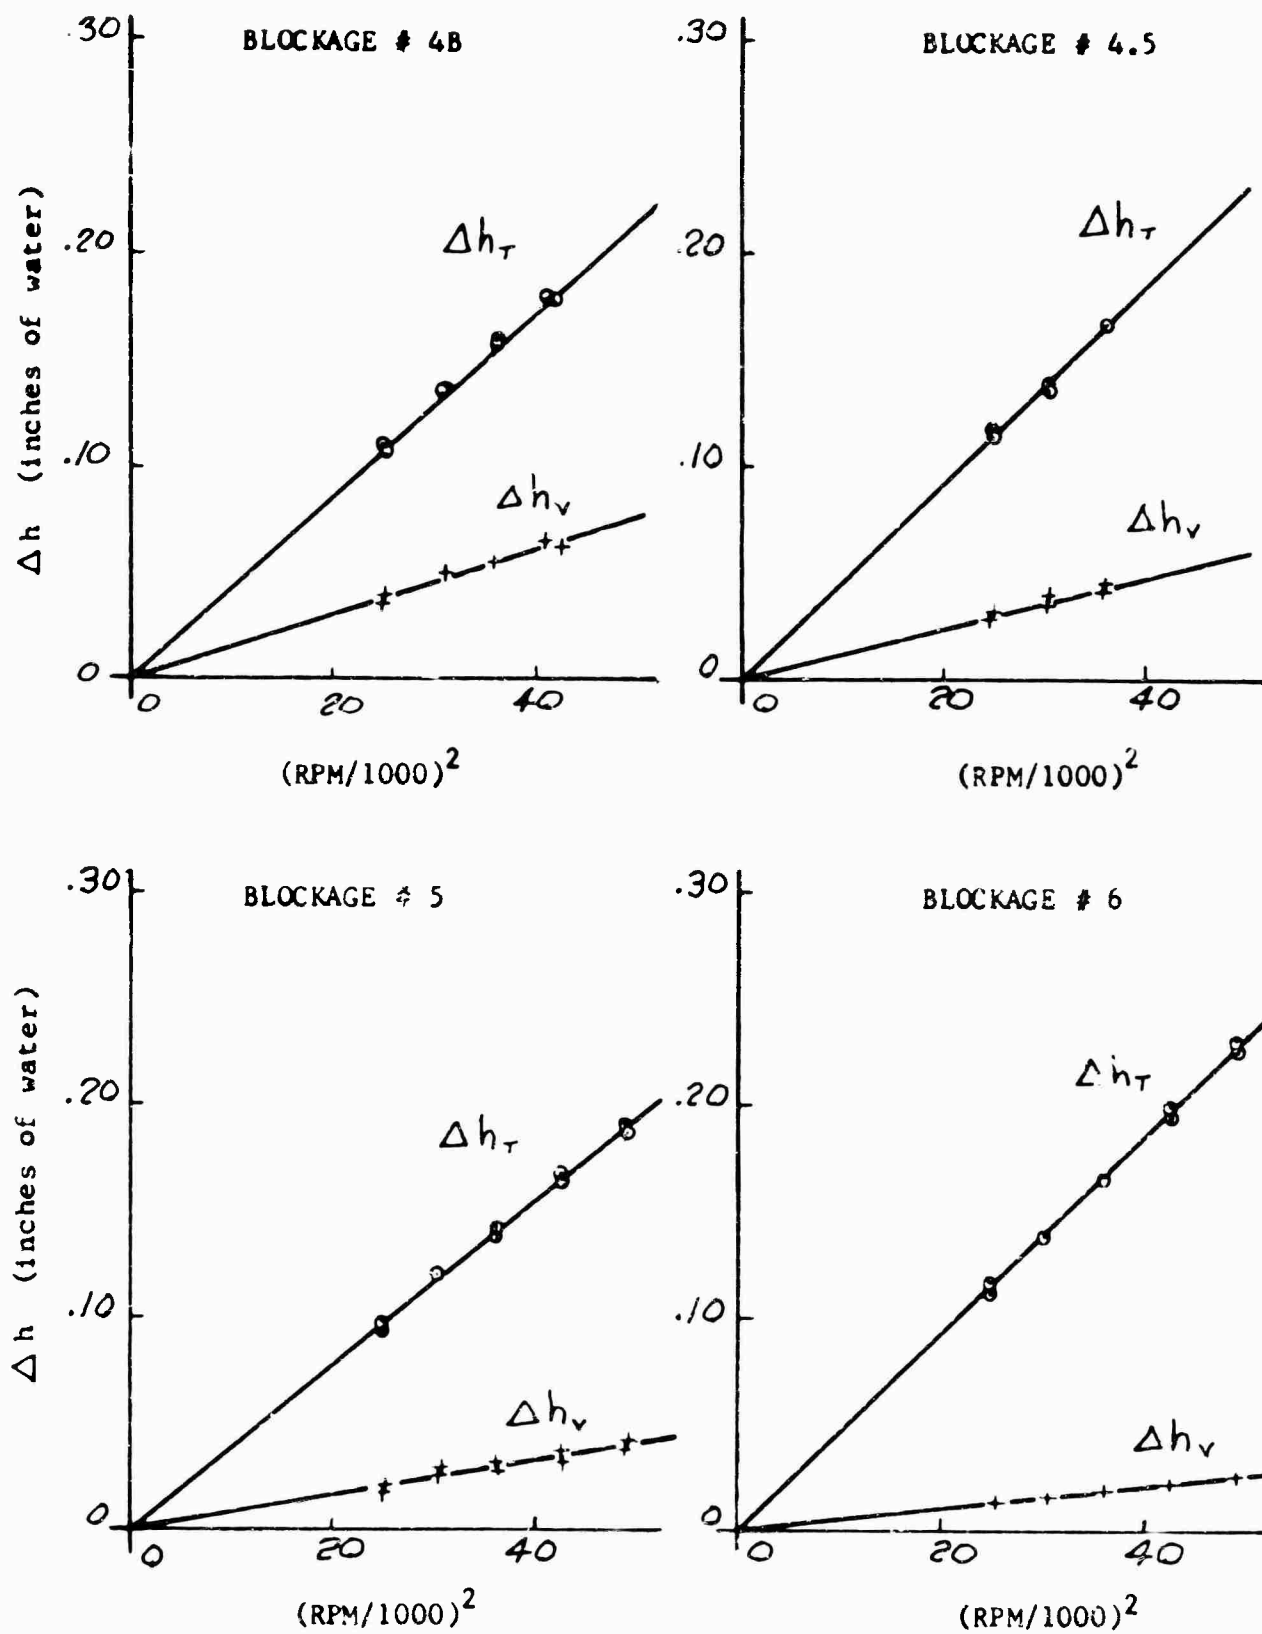 BLOCKAGE # 4B
.30
.20
.10
0
Δh (inches of water)
Δh_T
Δh_v
0 20 40
(RPM/1000)^2
BLOCKAGE # 4.5
.30
.20
.10
0
Δh_T
Δh_v
0 20 40
(RPM/1000)^2
BLOCKAGE # 5
.30
.20
.10
0
Δh (inches of water)
Δh_T
Δh_v
0 20 40
(RPM/1000)^2
BLOCKAGE # 6
.30
.20
.10
0
Δh_T
Δh_v
0 20 40
(RPM/1000)^2